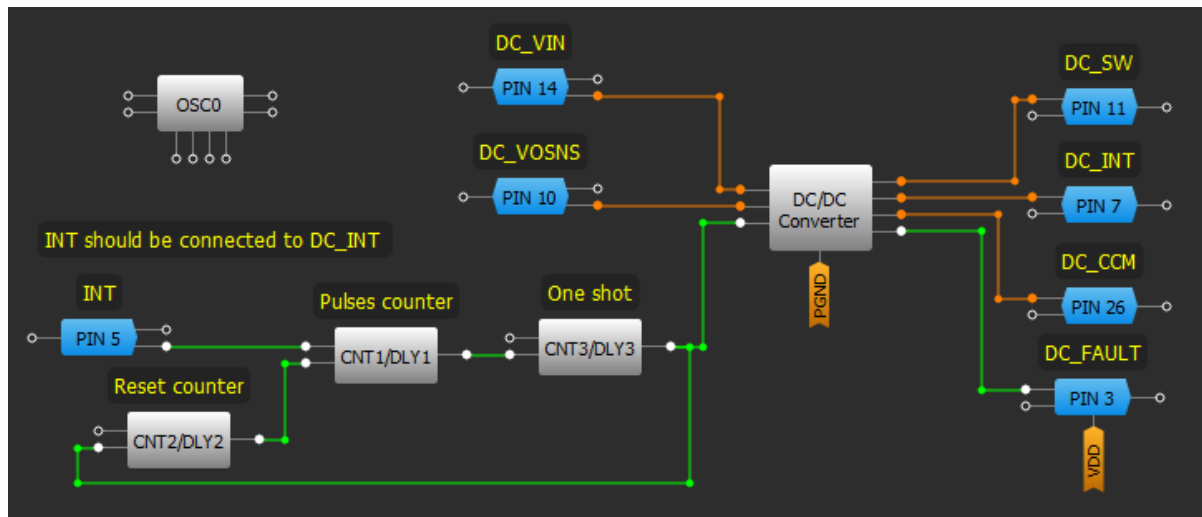 DC_VIN
PIN 14
OSC0
DC_VOSNS
PIN 10
DC/DC
Converter
PGND
DC_SW
PIN 11
DC_INT
PIN 7
DC_CCM
PIN 26
DC_FAULT
PIN 3
VDD
INT should be connected to DC_INT
INT
PIN 5
Pulses counter
CNT1/DLY1
One shot
CNT3/DLY3
Reset counter
CNT2/DLY2